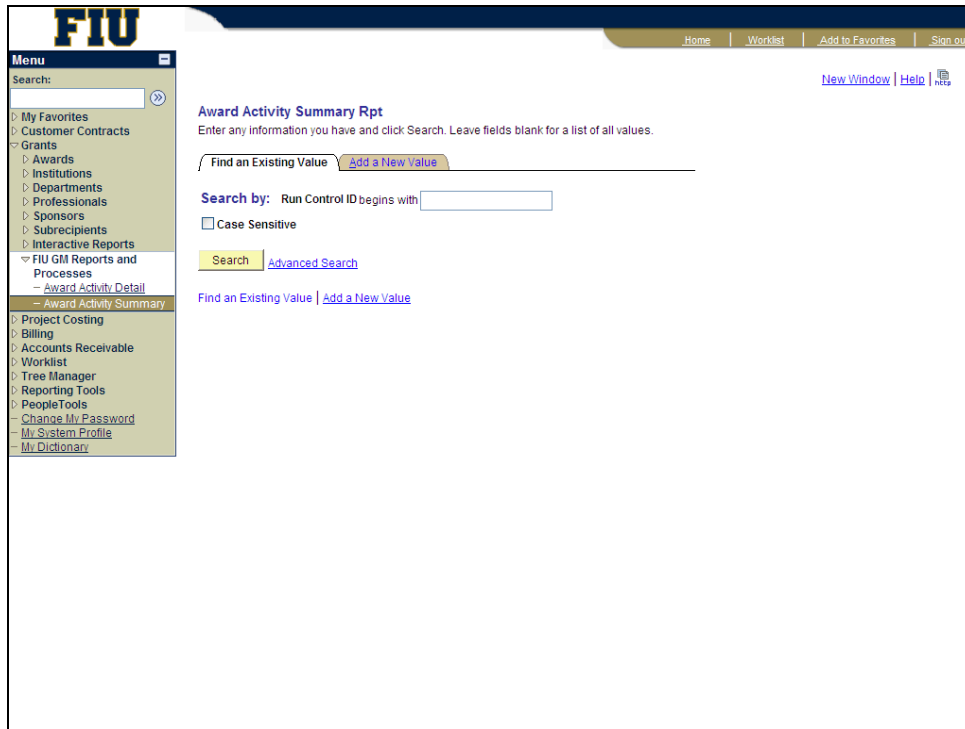 FIU
Home | Worklist | Add to Favorites | Sign ou
Menu
Search:
My Favorites
Customer Contracts
Grants
Awards
Institutions
Departments
Professionals
Sponsors
Subrecipients
Interactive Reports
FIU GM Reports and
Processes
– Award Activity Detail
– Award Activity Summary
Project Costing
Billing
Accounts Receivable
Worklist
Tree Manager
Reporting Tools
PeopleTools
– Change My Password
– My System Profile
– My Dictionary
New Window | Help | http
Award Activity Summary Rpt
Enter any information you have and click Search. Leave fields blank for a list of all values.
Find an Existing Value Add a New Value
Search by: Run Control ID begins with
Case Sensitive
Search Advanced Search
Find an Existing Value | Add a New Value